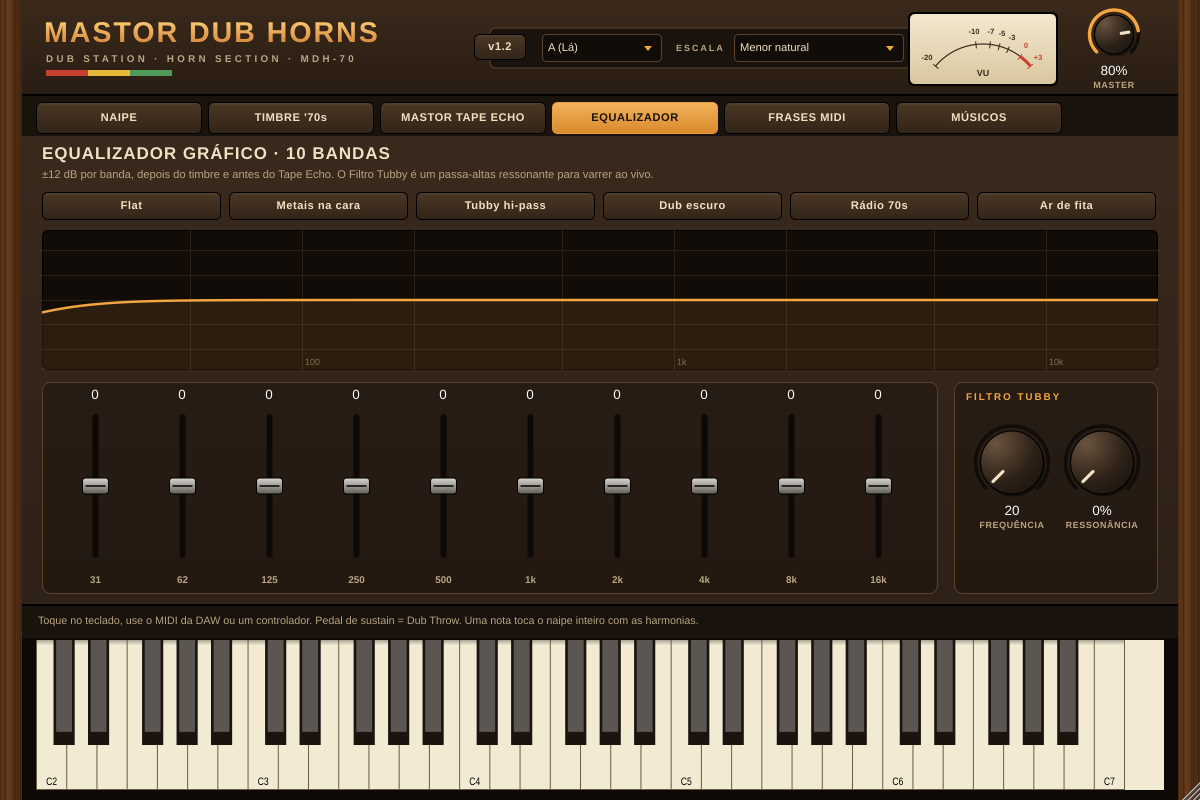 MASTOR DUB HORNS
DUB STATION · HORN SECTION · MDH-70
v1.2
A (Lá)
ESCALA
Menor natural
-20 -10 -7 -5 -3 0 +3
VU
80%
MASTER
NAIPE
TIMBRE '70s
MASTOR TAPE ECHO
EQUALIZADOR
FRASES MIDI
MÚSICOS
EQUALIZADOR GRÁFICO · 10 BANDAS
±12 dB por banda, depois do timbre e antes do Tape Echo. O Filtro Tubby é um passa-altas ressonante para varrer ao vivo.
Flat
Metais na cara
Tubby hi-pass
Dub escuro
Rádio 70s
Ar de fita
100 1k 10k
0 0 0 0 0 0 0 0 0 0
31 62 125 250 500 1k 2k 4k 8k 16k
FILTRO TUBBY
20 0%
FREQUÊNCIA RESSONÂNCIA
Toque no teclado, use o MIDI da DAW ou um controlador. Pedal de sustain = Dub Throw. Uma nota toca o naipe inteiro com as harmonias.
C2 C3 C4 C5 C6 C7